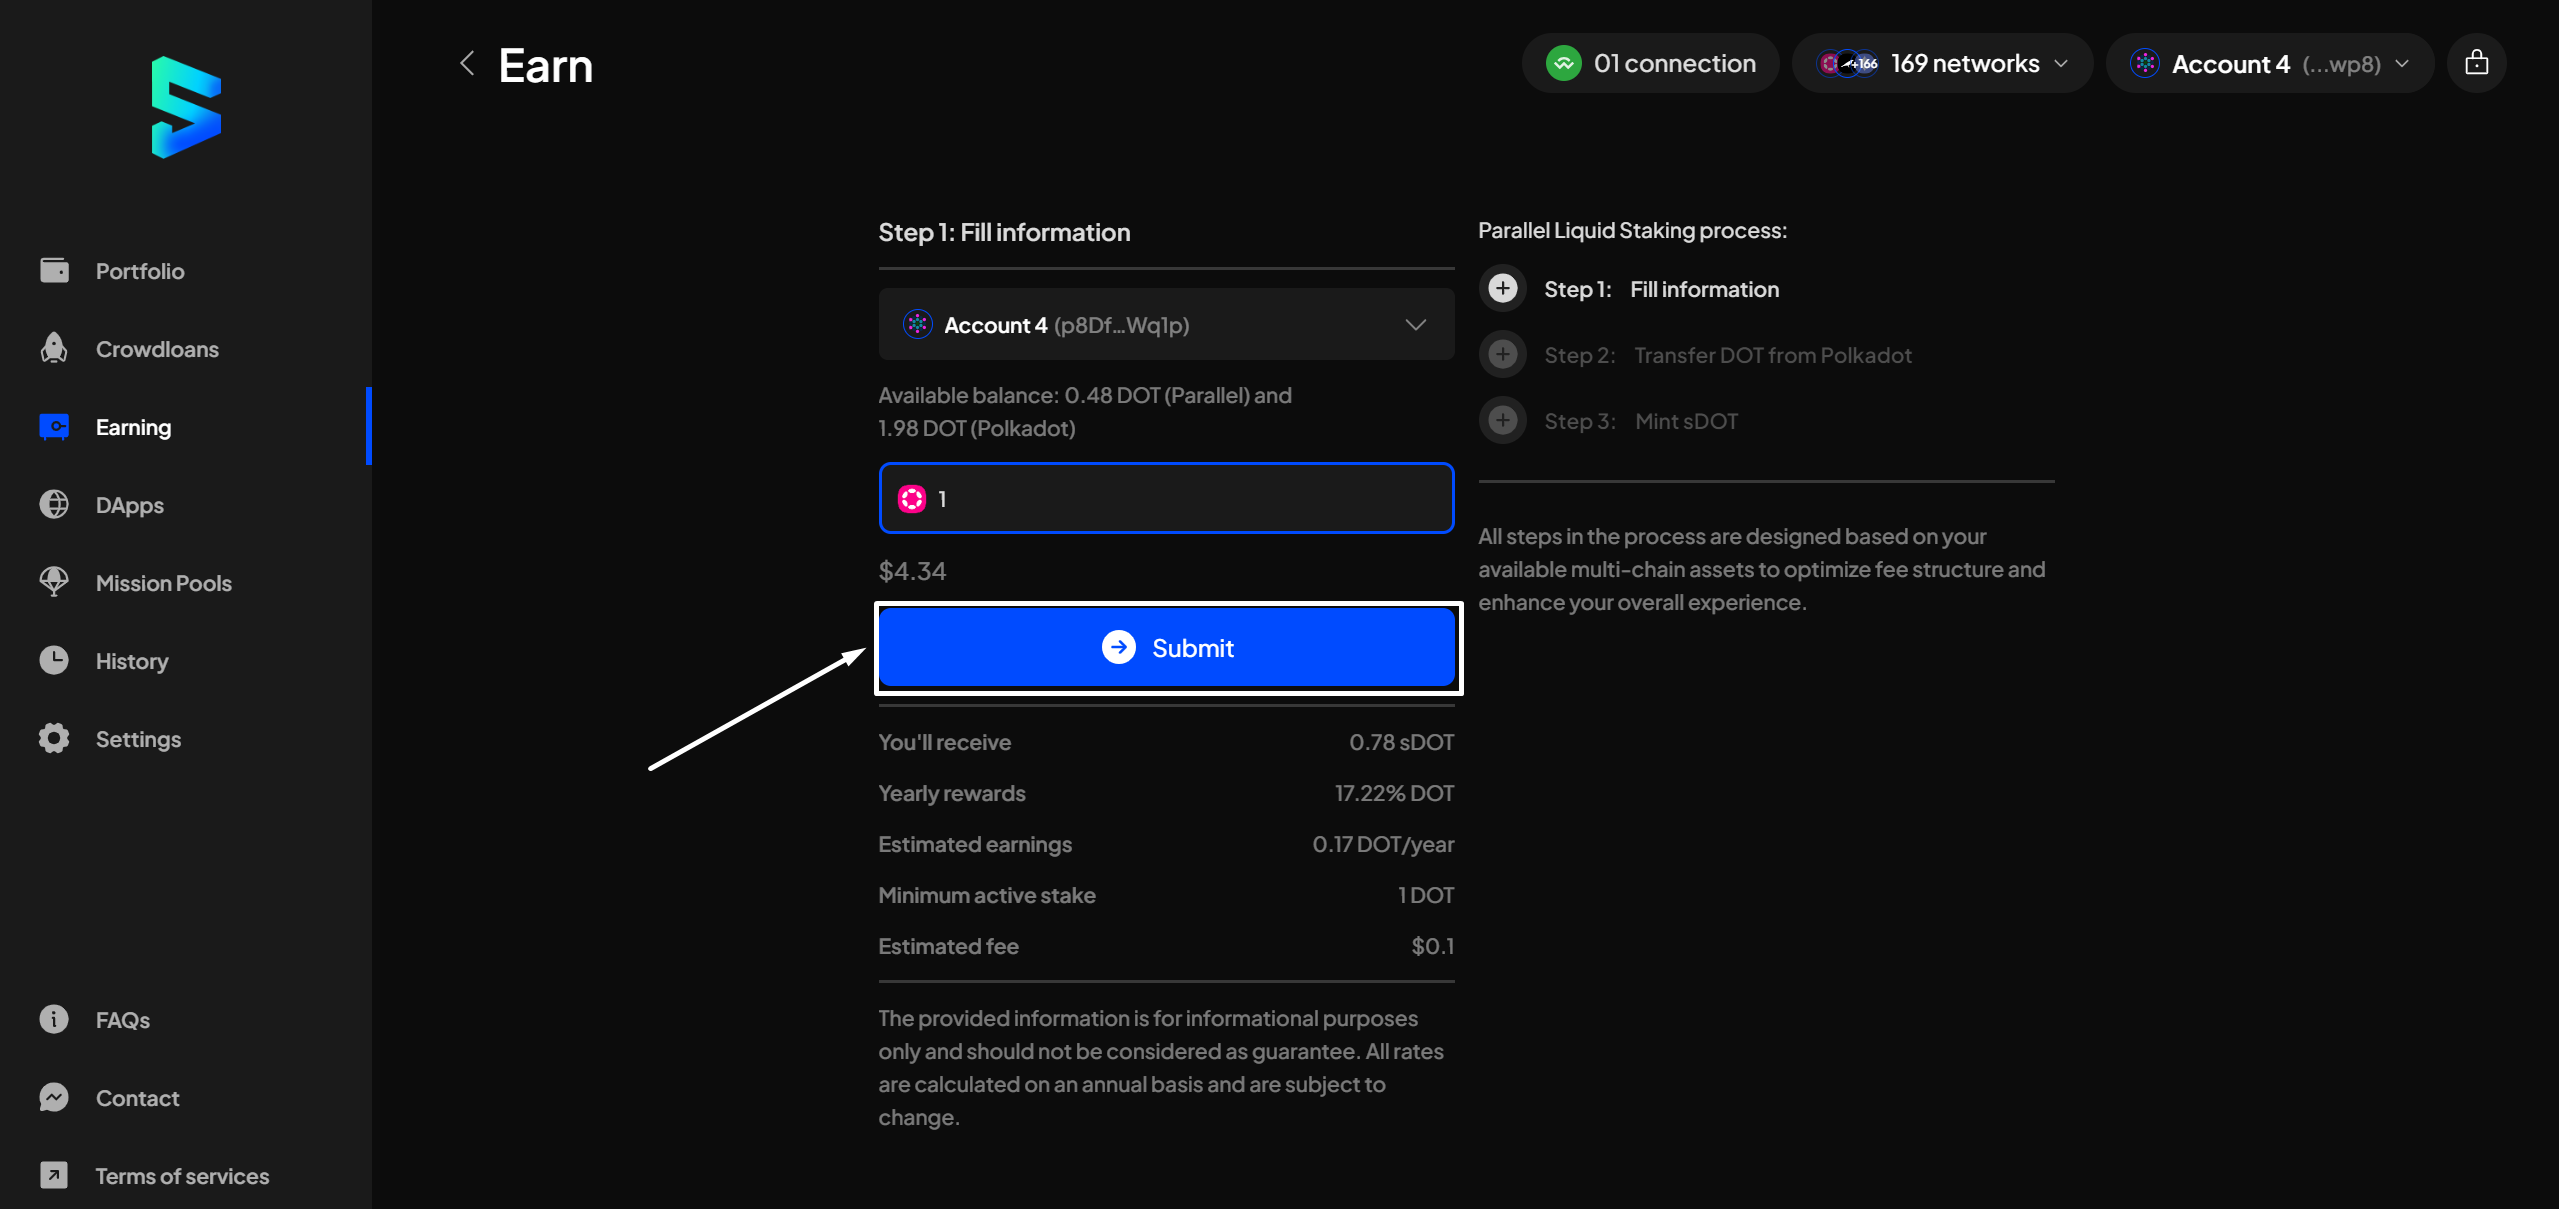 Earn
01 connection
+166
169 networks
Account 4 (...wp8)
Portfolio
Crowdloans
Earning
DApps
Mission Pools
History
Settings
FAQs
Contact
Terms of services
Step 1: Fill information
Account 4 (p8Df...Wq1p)
Available balance: 0.48 DOT (Parallel) and
1.98 DOT (Polkadot)
1
$4.34
Submit
You'll receive 0.78 sDOT
Yearly rewards 17.22% DOT
Estimated earnings 0.17 DOT/year
Minimum active stake 1 DOT
Estimated fee $0.1
The provided information is for informational purposes
only and should not be considered as guarantee. All rates
are calculated on an annual basis and are subject to
change.
Parallel Liquid Staking process:
Step 1: Fill information
Step 2: Transfer DOT from Polkadot
Step 3: Mint sDOT
All steps in the process are designed based on your
available multi-chain assets to optimize fee structure and
enhance your overall experience.